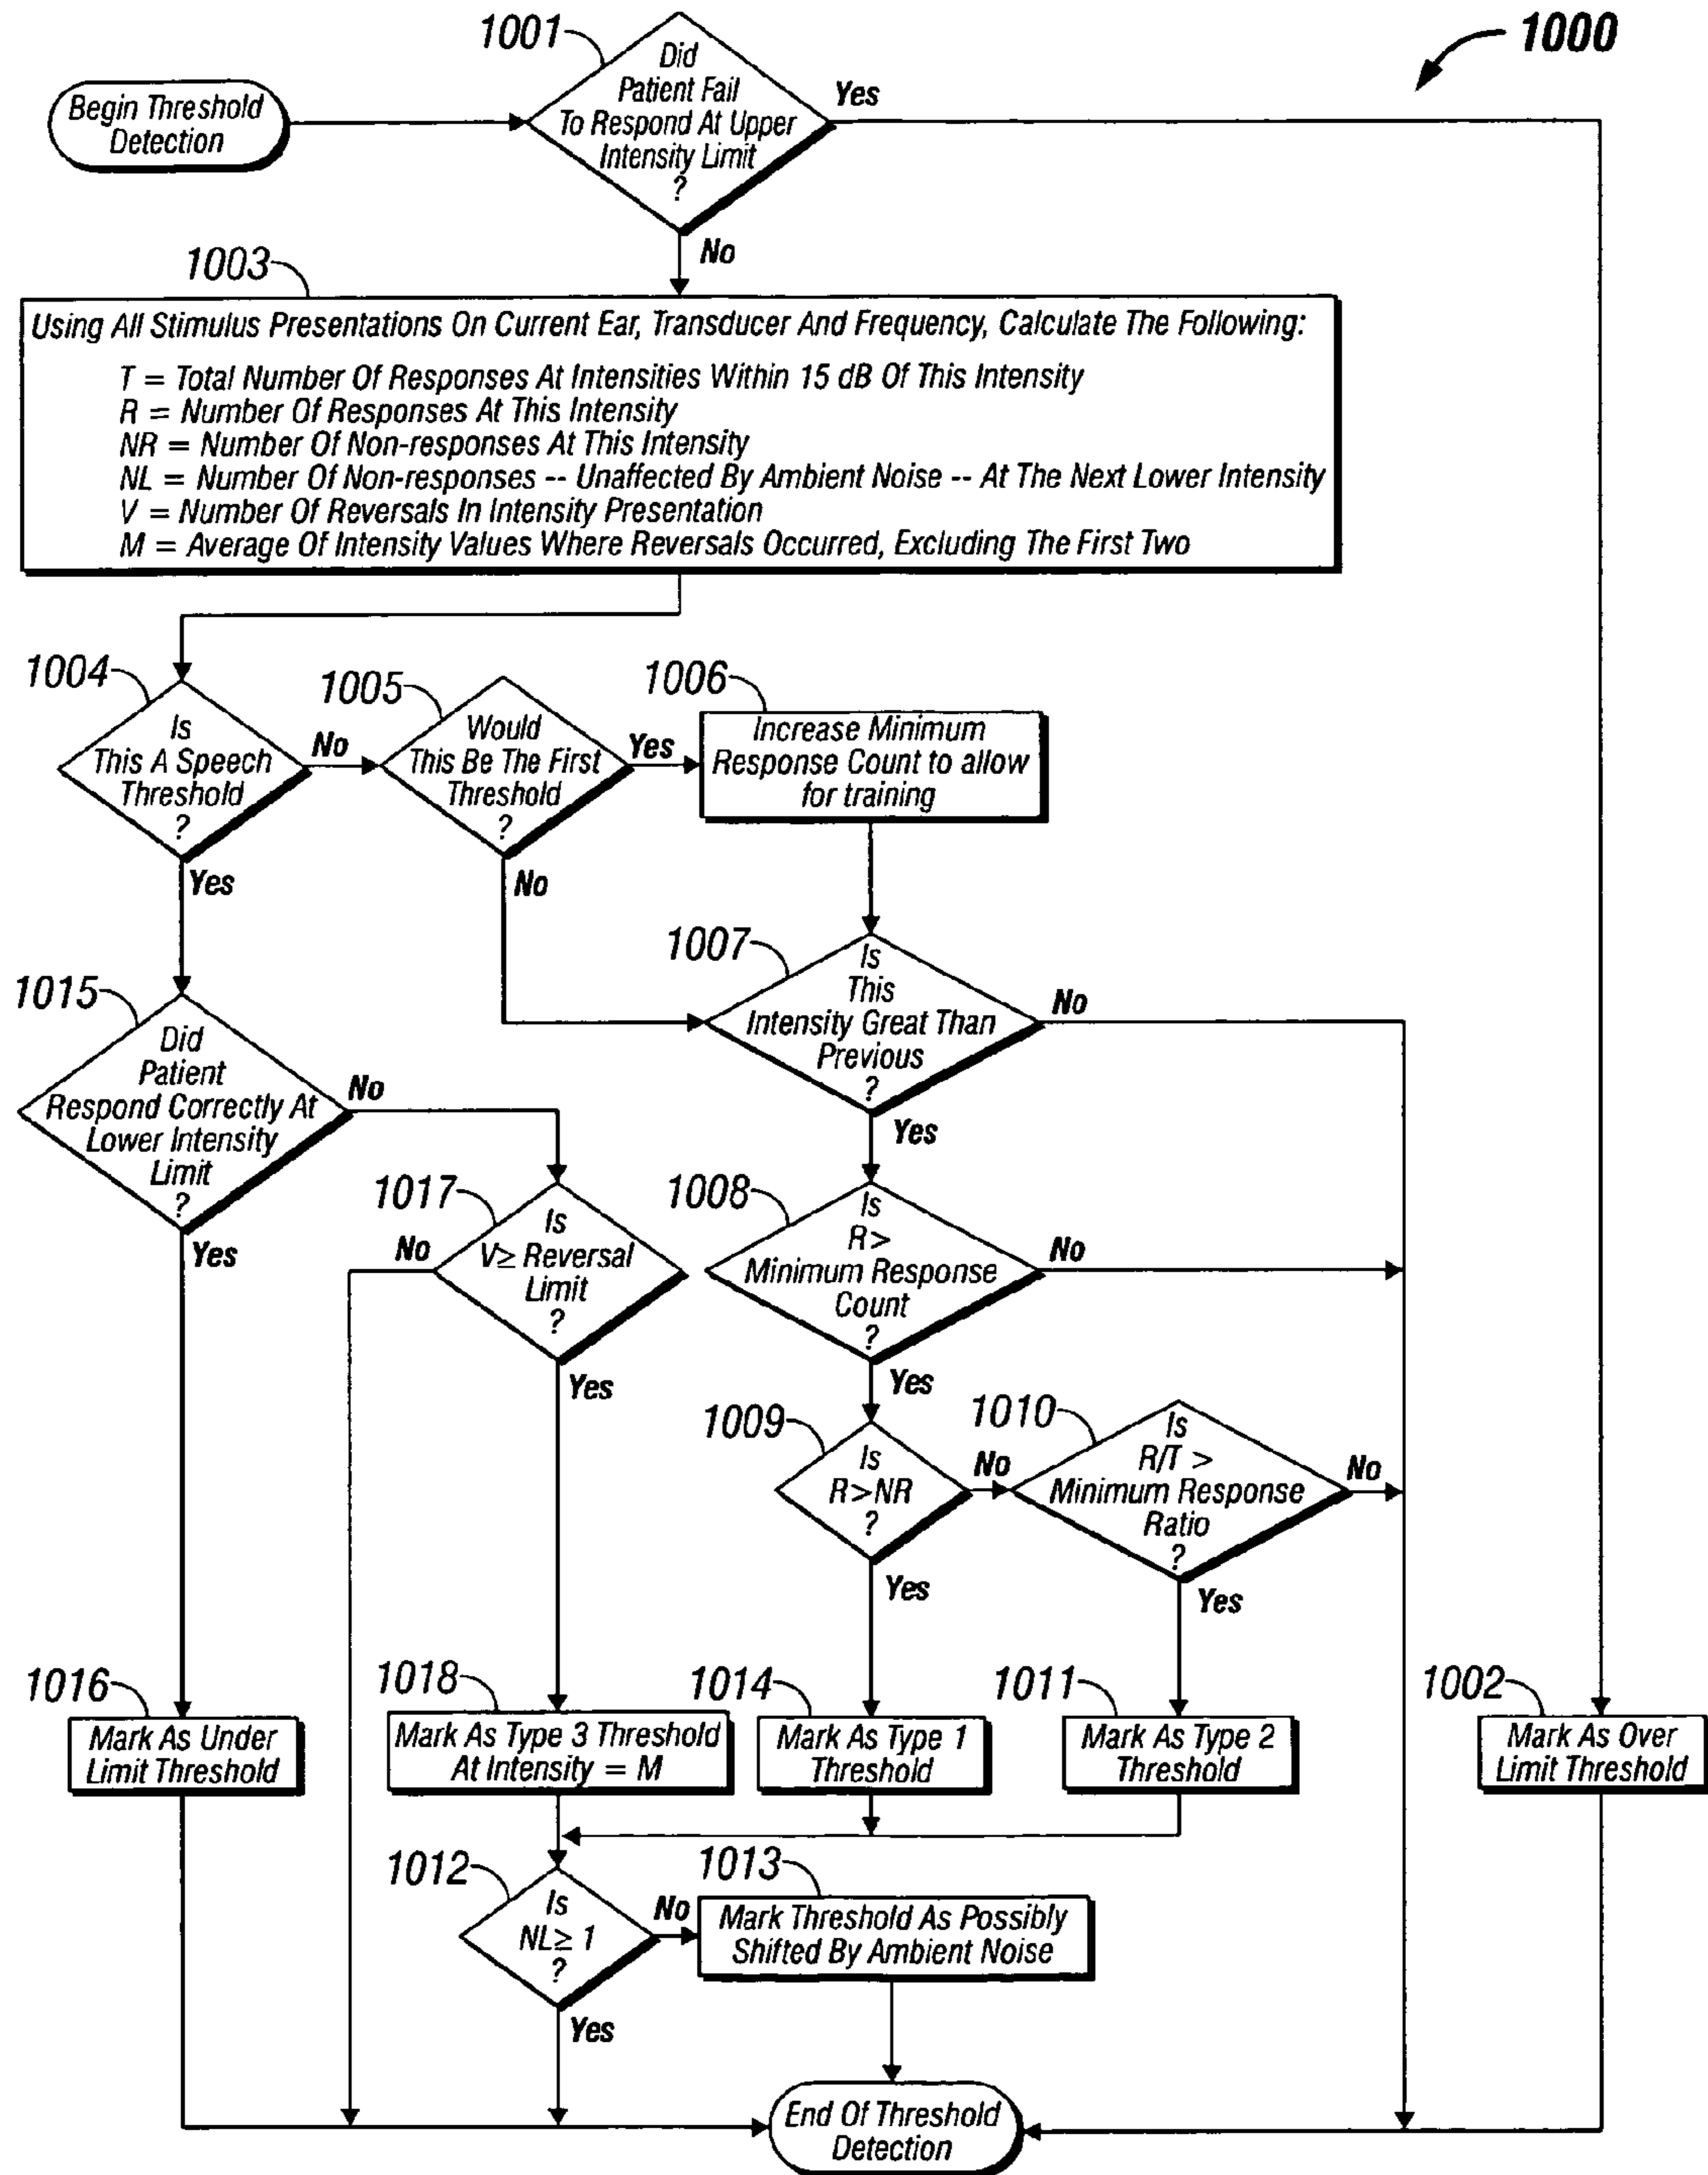 1000
1001
Begin Threshold
Detection
Did
Patient Fail
To Respond At Upper
Intensity Limit
?
Yes
No
1003
Using All Stimulus Presentations On Current Ear, Transducer And Frequency, Calculate The Following:
T = Total Number Of Responses At Intensities Within 15 dB Of This Intensity
R = Number Of Responses At This Intensity
NR = Number Of Non-responses At This Intensity
NL = Number Of Non-responses -- Unaffected By Ambient Noise -- At The Next Lower Intensity
V = Number Of Reversals In Intensity Presentation
M = Average Of Intensity Values Where Reversals Occurred, Excluding The First Two
1004
Is
This A Speech
Threshold
?
No
Yes
1005
Would
This Be The First
Threshold
?
Yes
No
1006
Increase Minimum
Response Count to allow
for training
1007
Is
This
Intensity Great Than
Previous
?
No
Yes
1015
Did
Patient
Respond Correctly At
Lower Intensity
Limit
?
No
Yes
1017
Is
V≥ Reversal
Limit
?
No
Yes
1008
Is
R>
Minimum Response
Count
?
No
Yes
1009
Is
R>NR
?
No
Yes
1010
Is
R/T >
Minimum Response
Ratio
?
No
Yes
1016
Mark As Under
Limit Threshold
1018
Mark As Type 3 Threshold
At Intensity = M
1014
Mark As Type 1
Threshold
1011
Mark As Type 2
Threshold
1002
Mark As Over
Limit Threshold
1012
Is
NL≥ 1
?
No
Yes
1013
Mark Threshold As Possibly
Shifted By Ambient Noise
End Of Threshold
Detection